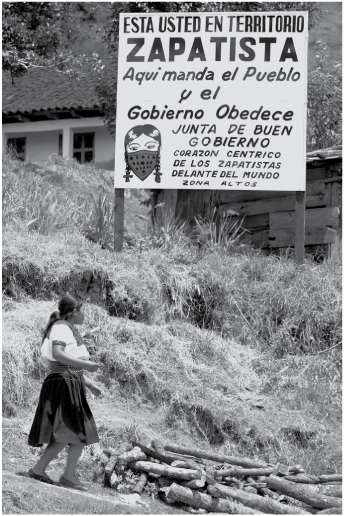 ESTA USTED EN TERRITORIO
ZAPATISTA
Aqui manda el Pueblo
y el
Gobierno Obedece
JUNTA DE BUEN
GOBIERNO
CORAZON CENTRICO
DE LOS ZAPATISTAS
DELANTE DEL MUNDO
ZONA ALTOS